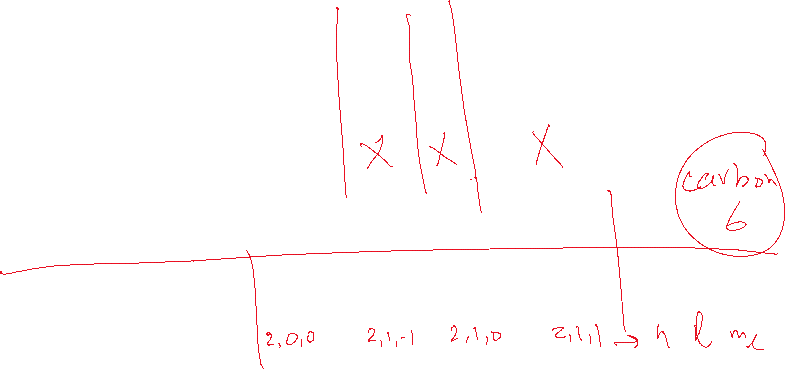 X X X
carbon
6
2,0,0 2,1,-1 2,1,0 2,1,1 → n l ml